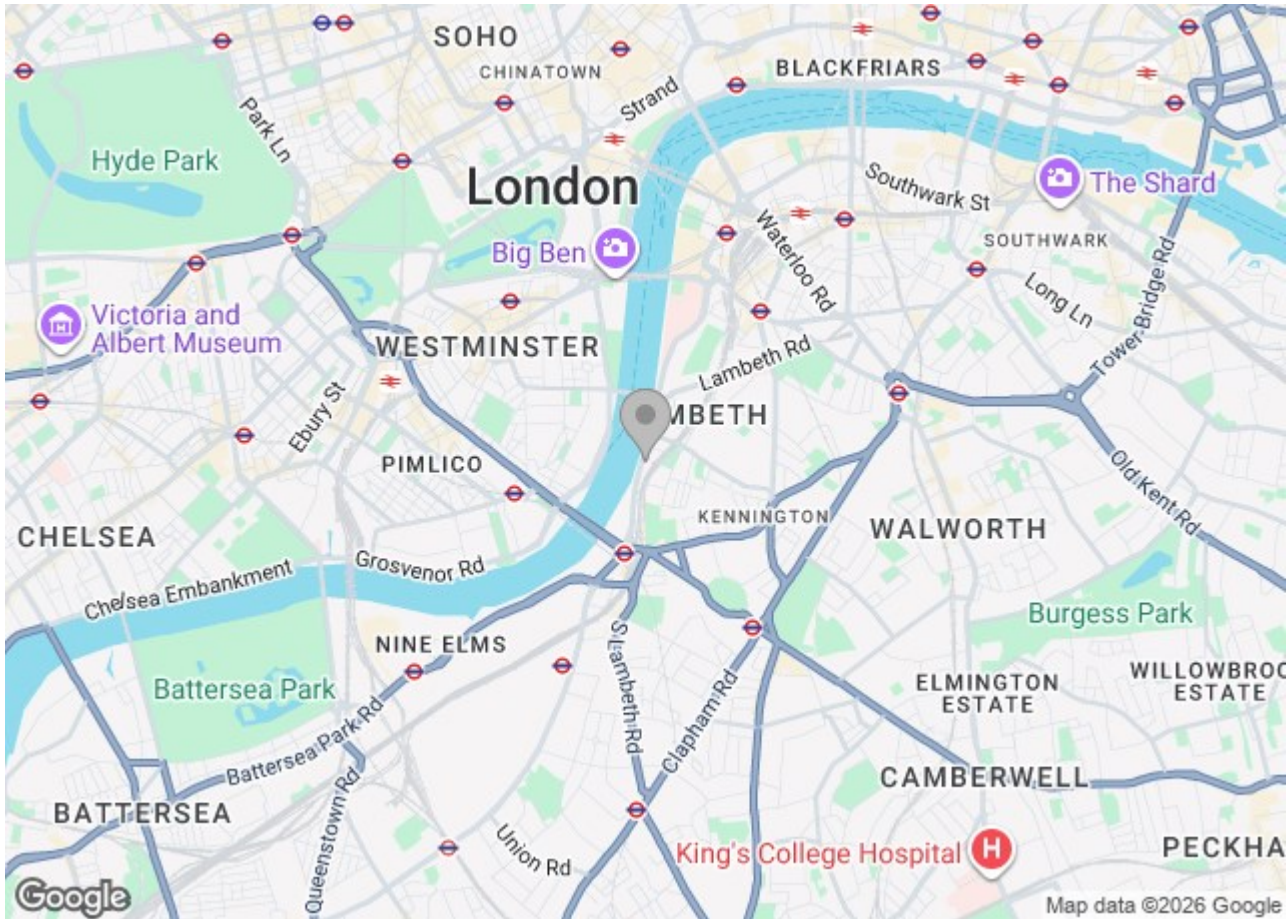 SOHO
CHINATOWN
BLACKFRIARS
Strand
Park Ln
Hyde Park
London
Southwark St
The Shard
Waterloo Rd
SOUTHWARK
Big Ben
Long Ln
Tower Bridge Rd
Victoria and
Albert Museum
WESTMINSTER
Lambeth Rd
Ebury St
MBETH
PIMLICO
Old Kent Rd
KENNINGTON
WALWORTH
CHELSEA
Grosvenor Rd
Chelsea Embankment
Burgess Park
NINE ELMS
S Lambeth Rd
WILLOWBROO
ESTATE
Battersea Park
ELMINGTON
ESTATE
Clapham Rd
Battersea Park Rd
CAMBERWELL
BATTERSEA
Queenstown Rd
Union Rd
King's College Hospital
H
PECKHA
Google
Map data ©2026 Google